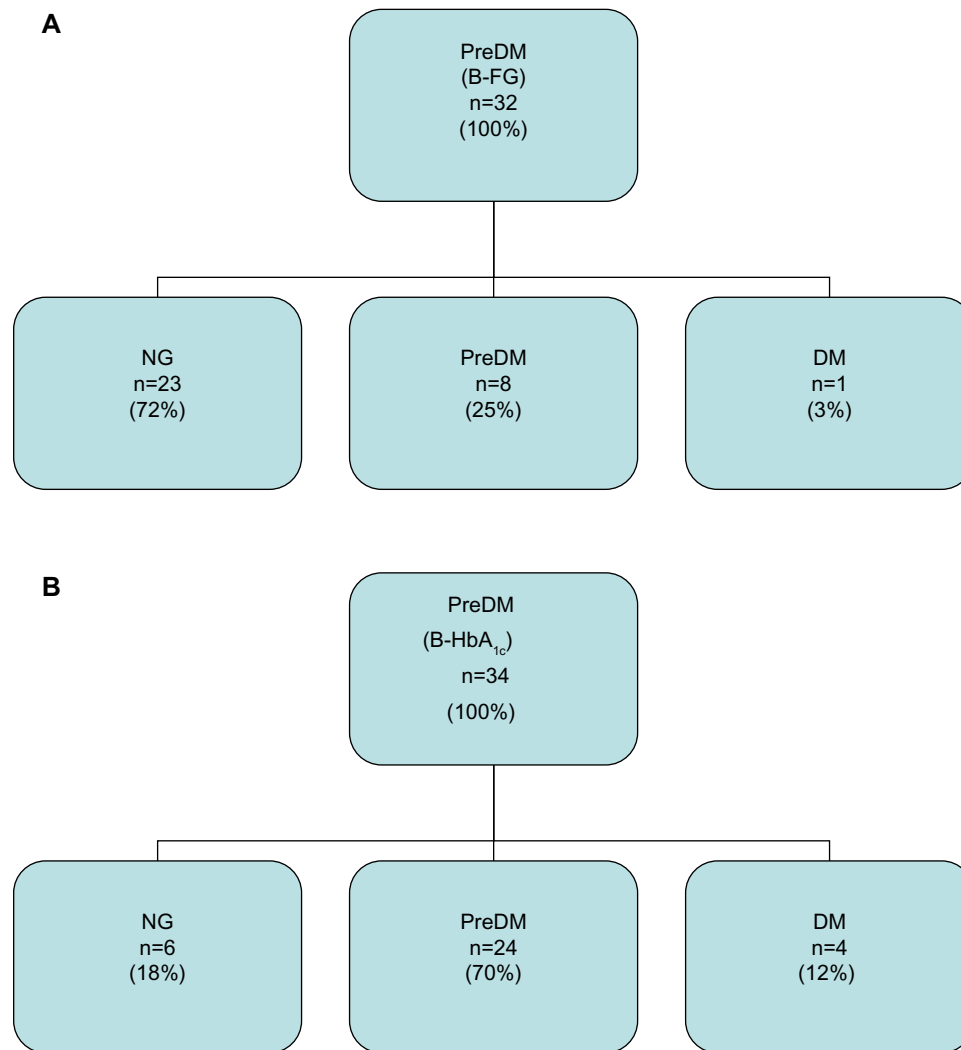 A
PreDM
(B-FG)
n=32
(100%)
NG
n=23
(72%)
PreDM
n=8
(25%)
DM
n=1
(3%)
B
PreDM
(B-HbA1c)
n=34
(100%)
NG
n=6
(18%)
PreDM
n=24
(70%)
DM
n=4
(12%)